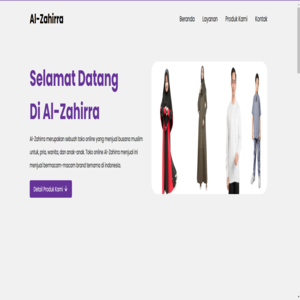 Al-Zahirra
Beranda Layanan Produk Kami Kontak
Selamat Datang
Di Al-Zahirra
Al-Zahirra merupakan sebuah toko online yang menjual busana muslim
untuk, pria, wanita, dan anak-anak. Toko online Al-Zahirra menjual ini
menjual bermacam-macam brand ternama di indonesia.
Detail Produk Kami ↓